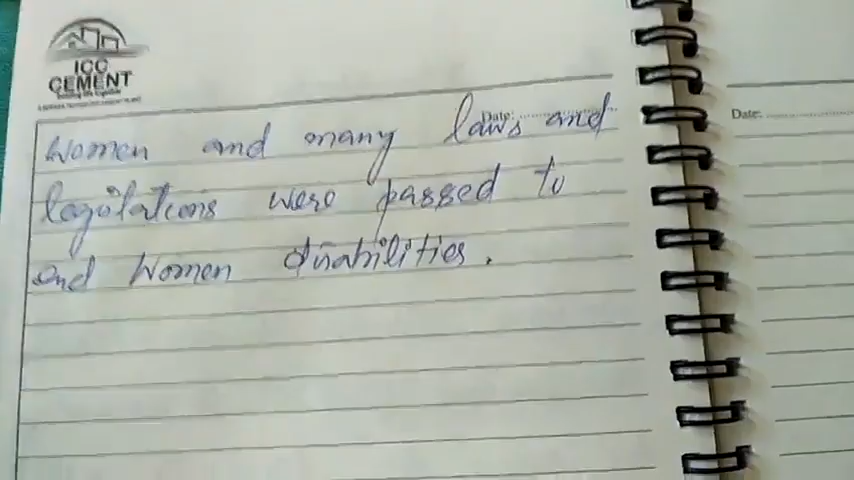 ICC
CEMENT
Date:
Women and many laws and
legislations were passed to
end women disabilities.
Date: